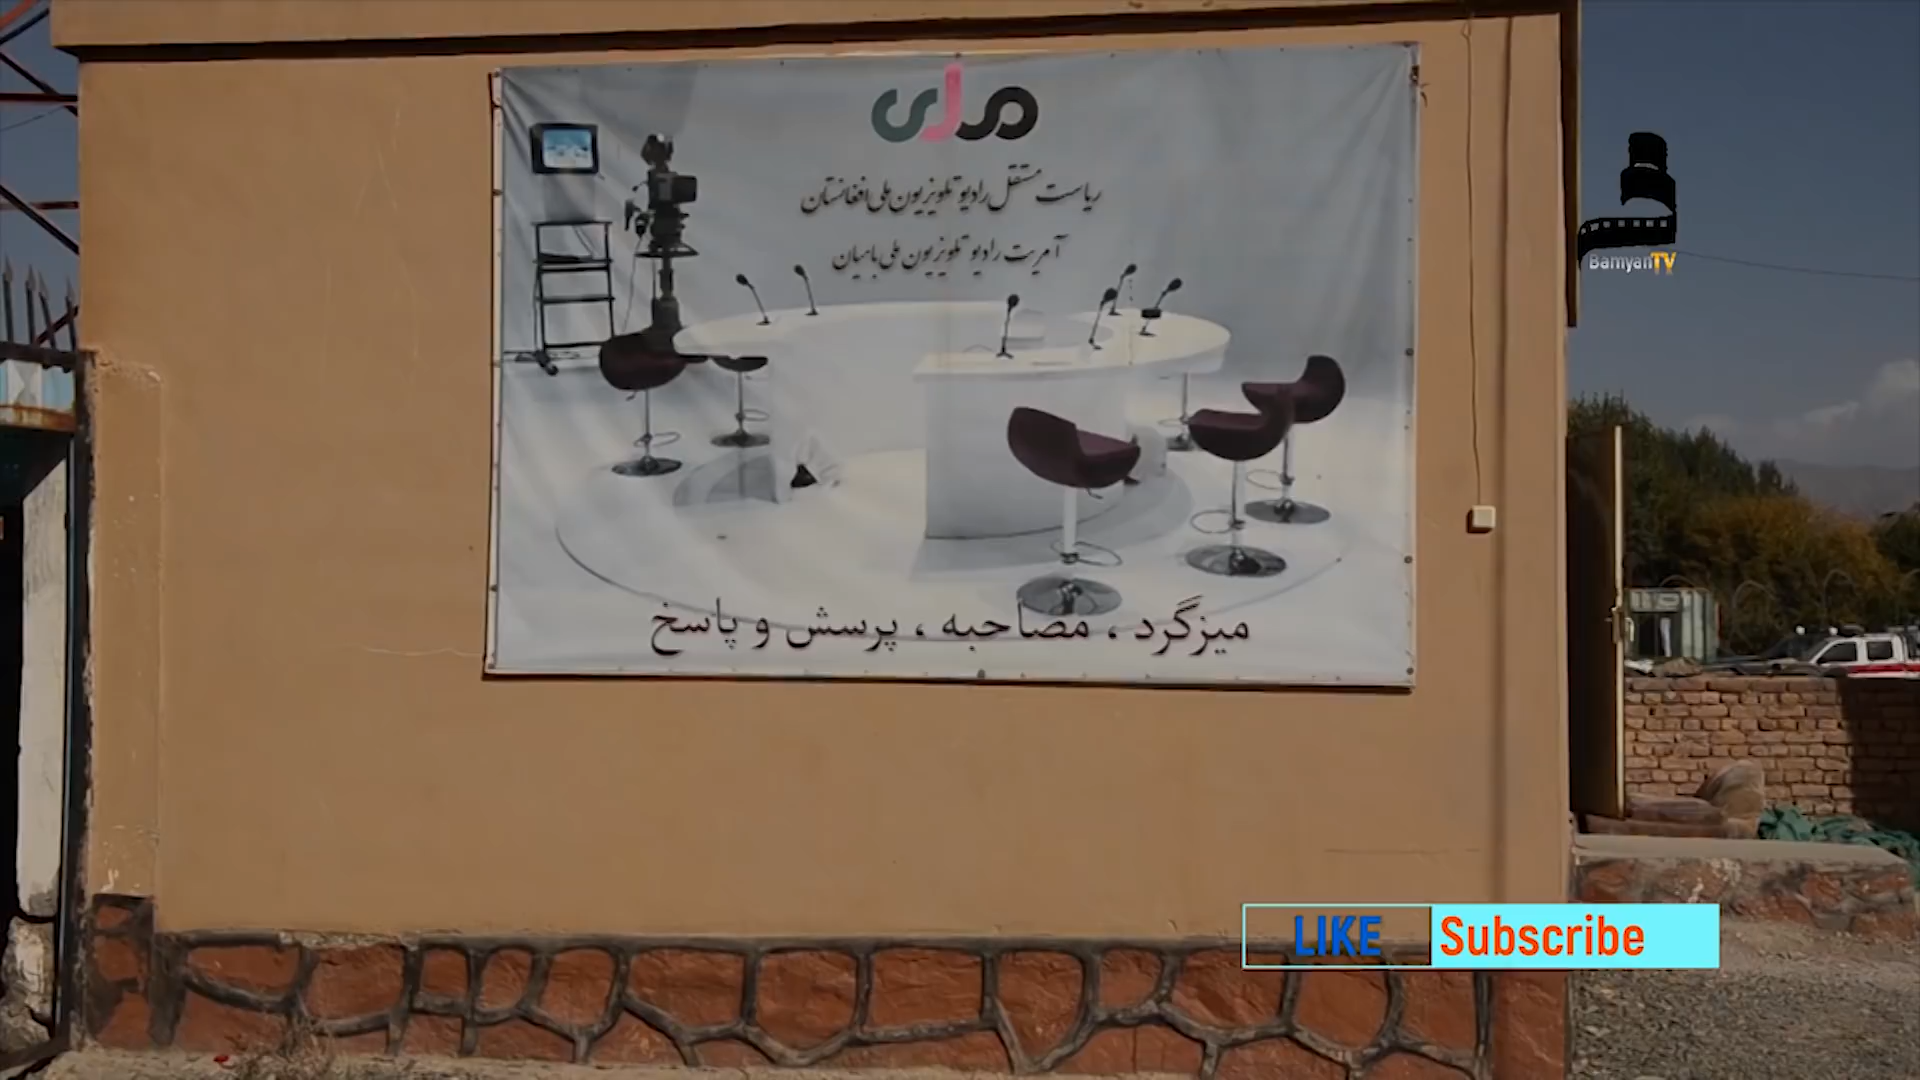 ملی
ریاست مستقل رادیو تلویزیون ملی افغانستان
آمریت رادیو تلویزیون ملی بامیان
میزگرد ، مصاحبه ، پرسش و پاسخ
BamyanTV
LIKE Subscribe